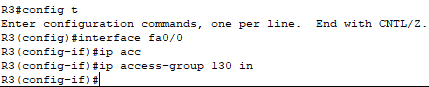 R3#config t
Enter configuration commands, one per line.  End with CNTL/Z.
R3(config)#interface fa0/0
R3(config-if)#ip acc
R3(config-if)#ip access-group 130 in
R3(config-if)#